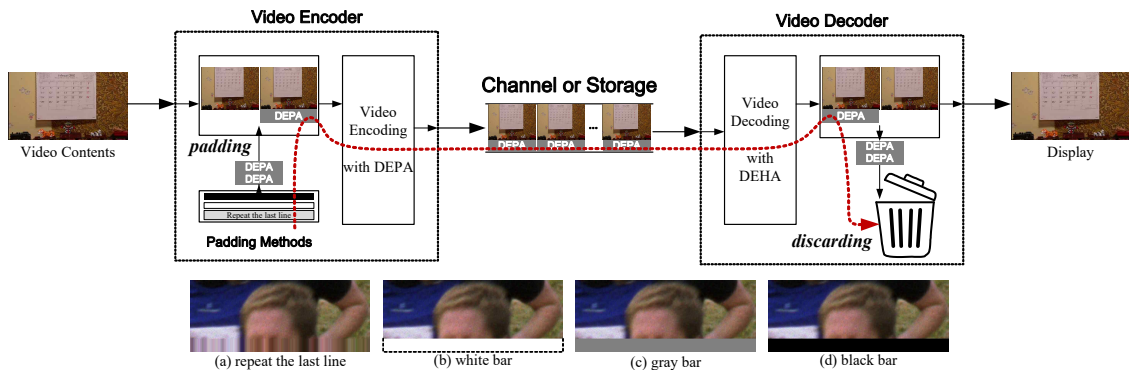 Video Encoder
Video Decoder
Channel or Storage
Video Contents
DEPA
padding
DEPA
DEPA
Repeat the last line
Padding Methods
Video
Encoding
with DEPA
DEPA DEPA ... DEPA
Video
Decoding
with DEHA
DEPA
DEPA
DEPA
discarding
Display
(a) repeat the last line
(b) white bar
(c) gray bar
(d) black bar